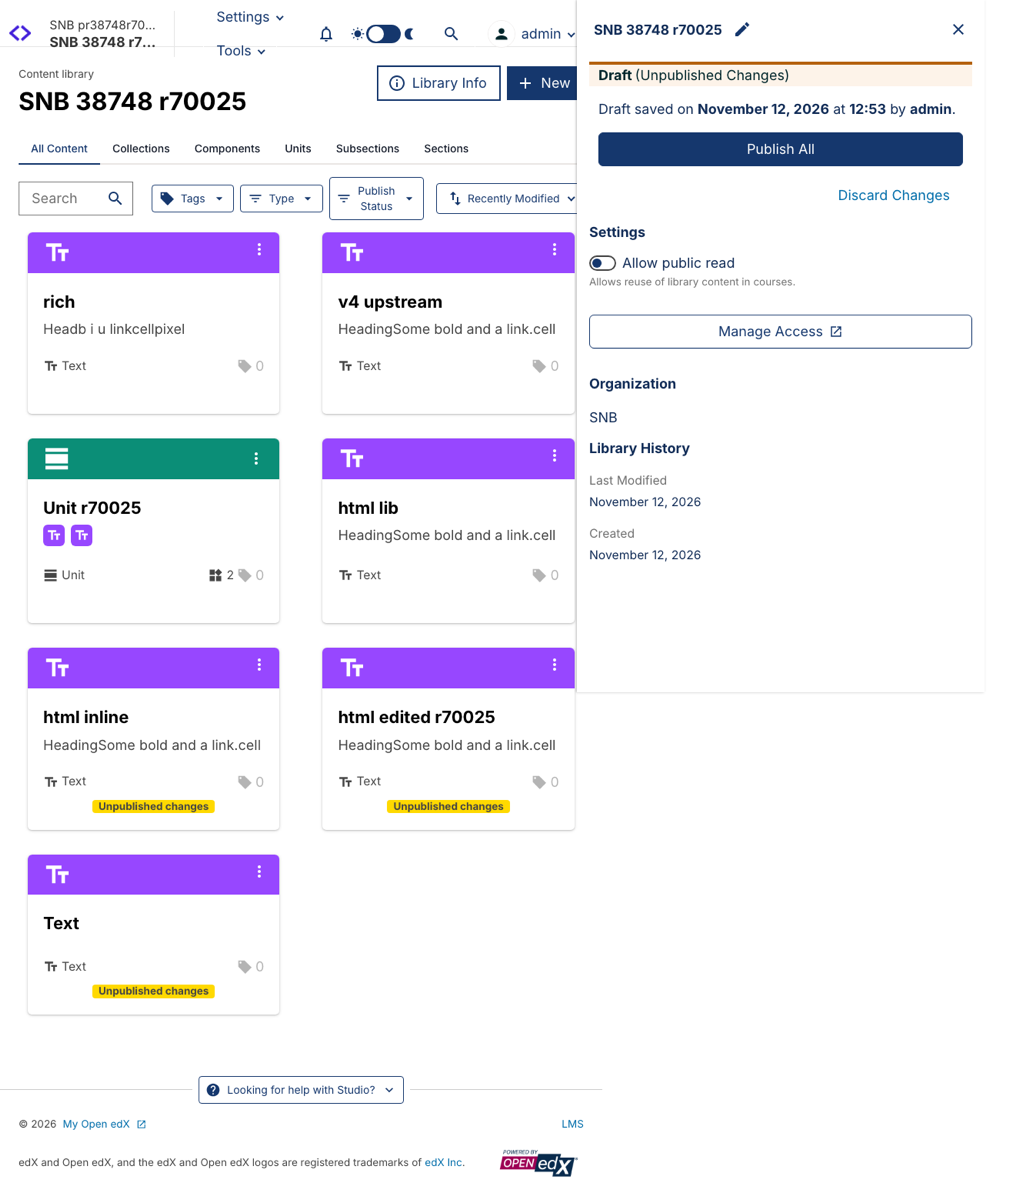 SNB pr38748r70...
SNB 38748 r7...
Settings
Tools
admin
Content library
SNB 38748 r70025
Library Info
New
All Content
Collections
Components
Units
Subsections
Sections
Search
Tags
Type
Publish
Status
Recently Modified
rich
Headb i u linkcellpixel
Text
0
v4 upstream
HeadingSome bold and a link.cell
Text
0
Unit r70025
Unit
2
0
html lib
HeadingSome bold and a link.cell
Text
0
html inline
HeadingSome bold and a link.cell
Text
0
Unpublished changes
html edited r70025
HeadingSome bold and a link.cell
Text
0
Unpublished changes
Text
Text
0
Unpublished changes
SNB 38748 r70025
Draft (Unpublished Changes)
Draft saved on November 12, 2026 at 12:53 by admin.
Publish All
Discard Changes
Settings
Allow public read
Allows reuse of library content in courses.
Manage Access
Organization
SNB
Library History
Last Modified
November 12, 2026
Created
November 12, 2026
Looking for help with Studio?
© 2026 My Open edX
LMS
edX and Open edX, and the edX and Open edX logos are registered trademarks of edX Inc.
POWERED BY
OPEN edX